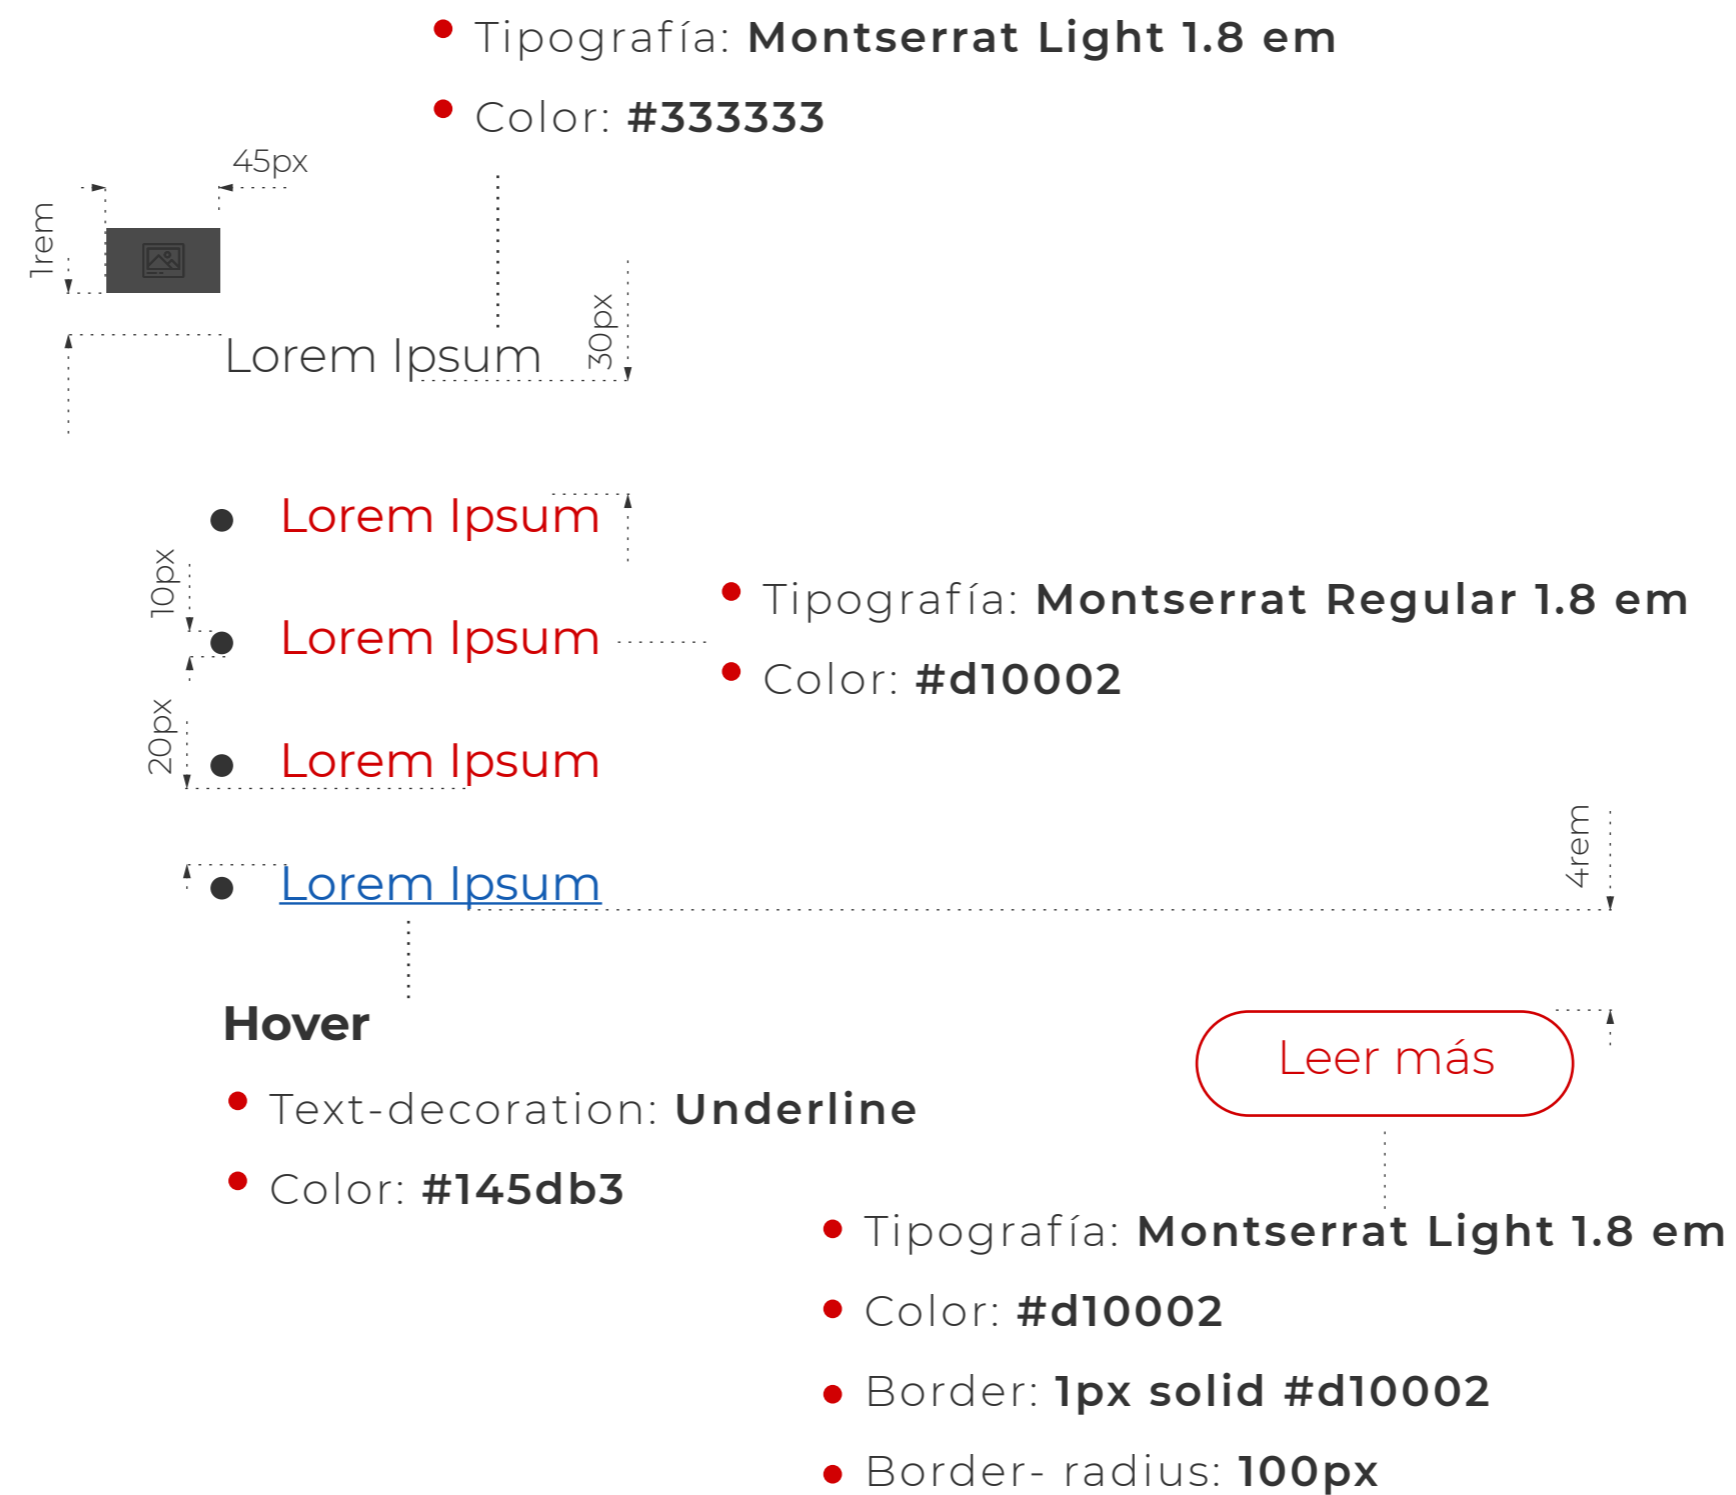 Tipografía: Montserrat Light 1.8 em
Color: #333333
45px
1rem
30px
Lorem Ipsum
Lorem Ipsum
10px
Lorem Ipsum
Tipografía: Montserrat Regular 1.8 em
Color: #d10002
20px
Lorem Ipsum
4rem
Lorem Ipsum
Hover
Text-decoration: Underline
Color: #145db3
Leer más
Tipografía: Montserrat Light 1.8 em
Color: #d10002
Border: 1px solid #d10002
Border- radius: 100px